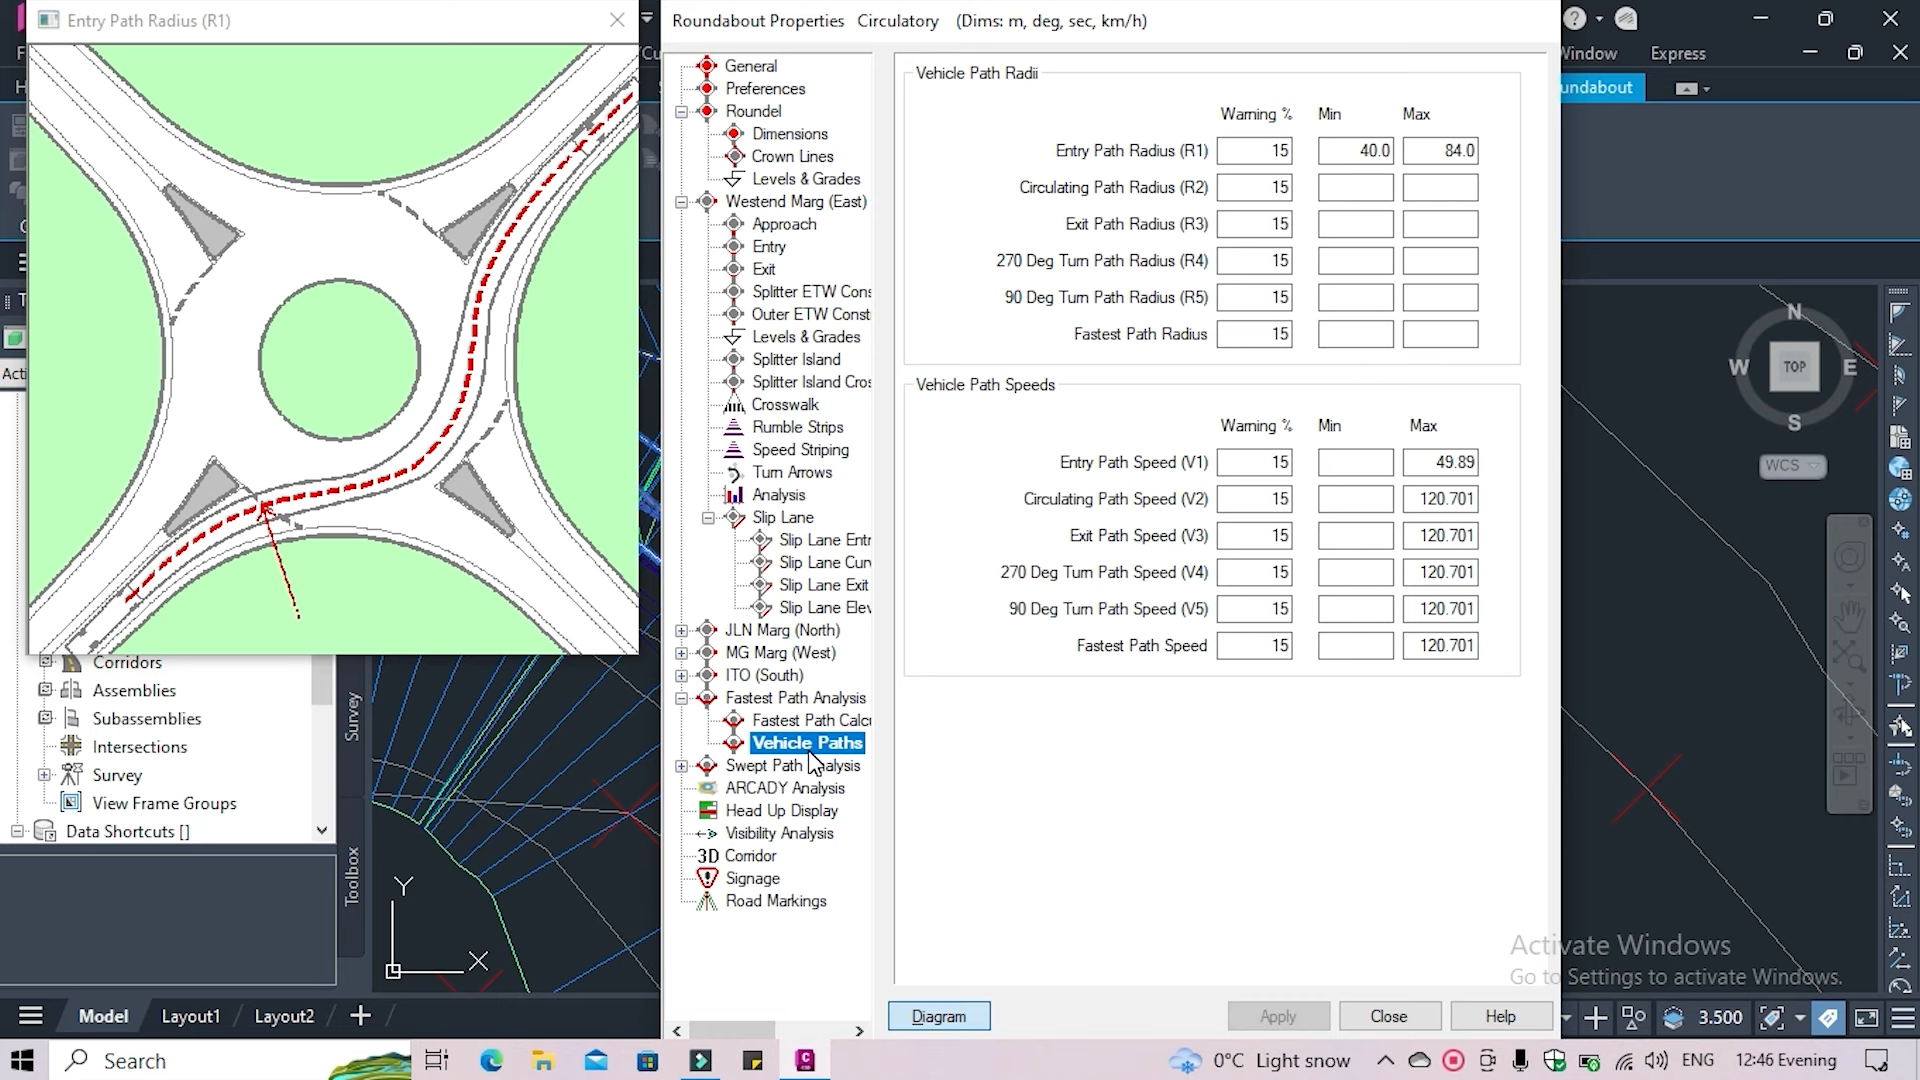 Entry Path Radius (R1)
Roundabout Properties Circulatory (Dims: m, deg, sec, km/h)
Window
Express
General
Preferences
Roundel
Dimensions
Crown Lines
Levels & Grades
Westend Marg (East)
Approach
Entry
Exit
Splitter ETW Cons
Outer ETW Const
Levels & Grades
Splitter Island
Splitter Island Cros
Crosswalk
Rumble Strips
Speed Striping
Turn Arrows
Analysis
Slip Lane
Slip Lane Entr
Slip Lane Curv
Slip Lane Exit
Slip Lane Elev
JLN Marg (North)
MG Marg (West)
ITO (South)
Fastest Path Analysis
Fastest Path Calcu
Vehicle Paths
Swept Path Analysis
ARCADY Analysis
Head Up Display
Visibility Analysis
3D Corridor
Signage
Road Markings
Vehicle Path Radii
Warning % Min Max
Entry Path Radius (R1) 15 40.0 84.0
Circulating Path Radius (R2) 15
Exit Path Radius (R3) 15
270 Deg Turn Path Radius (R4) 15
90 Deg Turn Path Radius (R5) 15
Fastest Path Radius 15
Vehicle Path Speeds
Warning % Min Max
Entry Path Speed (V1) 15 49.89
Circulating Path Speed (V2) 15 120.701
Exit Path Speed (V3) 15 120.701
270 Deg Turn Path Speed (V4) 15 120.701
90 Deg Turn Path Speed (V5) 15 120.701
Fastest Path Speed 15 120.701
Diagram Apply Close Help
N
W TOP E
S
WCS
Acti
Corridors
Assemblies
Subassemblies
Intersections
Survey
View Frame Groups
Data Shortcuts []
Survey
Toolbox
Y
X
Activate Windows
Go to Settings to activate Windows.
Model Layout1 Layout2
3.500
Search
0°C Light snow
ENG
12:46 Evening